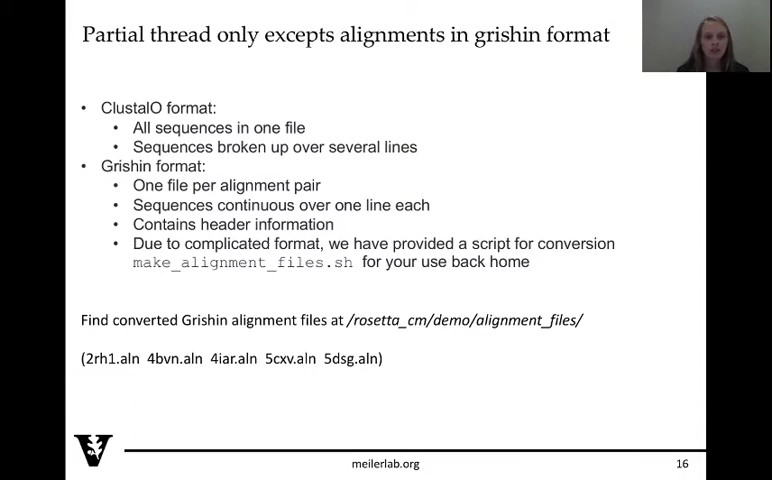 Partial thread only excepts alignments in grishin format
• ClustalO format:
• All sequences in one file
• Sequences broken up over several lines
• Grishin format:
• One file per alignment pair
• Sequences continuous over one line each
• Contains header information
• Due to complicated format, we have provided a script for conversion
make_alignment_files.sh for your use back home
Find converted Grishin alignment files at /rosetta_cm/demo/alignment_files/
(2rh1.aln 4bvn.aln 4iar.aln 5cxv.aln 5dsg.aln)
meilerlab.org
16